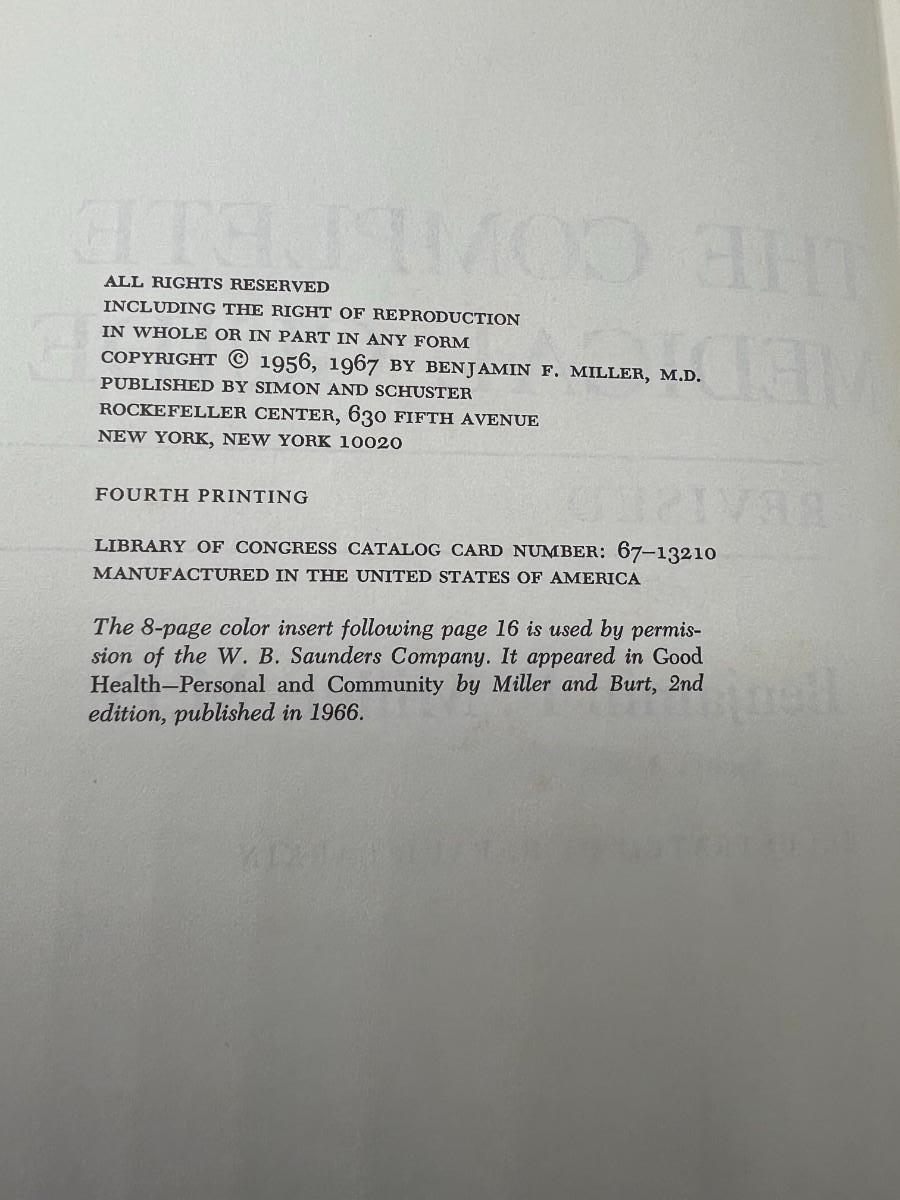 ALL RIGHTS RESERVED
INCLUDING THE RIGHT OF REPRODUCTION
IN WHOLE OR IN PART IN ANY FORM
COPYRIGHT © 1956, 1967 BY BENJAMIN F. MILLER, M.D.
PUBLISHED BY SIMON AND SCHUSTER
ROCKEFELLER CENTER, 630 FIFTH AVENUE
NEW YORK, NEW YORK 10020
FOURTH PRINTING
LIBRARY OF CONGRESS CATALOG CARD NUMBER: 67–13210
MANUFACTURED IN THE UNITED STATES OF AMERICA
The 8-page color insert following page 16 is used by permis-
sion of the W. B. Saunders Company. It appeared in Good
Health—Personal and Community by Miller and Burt, 2nd
edition, published in 1966.